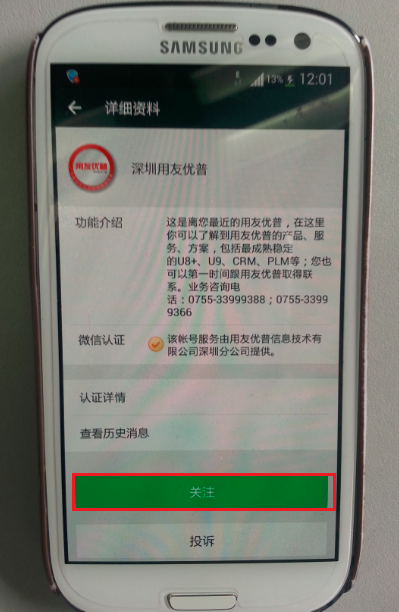 SAMSUNG
13% 12:01
详细资料
用友优普
深圳用友优普
功能介绍
这是离您最近的用友优普，在这里
你可以了解到用友优普的产品、服
务、方案，包括最成熟稳定
的U8+、U9、CRM、PLM等；您也
可以第一时间跟用友优普取得联
系。业务咨询电
话：0755-33999388；0755-3399
9366
微信认证
该帐号服务由用友优普信息技术有
限公司深圳分公司提供。
认证详情
查看历史消息
关注
投诉